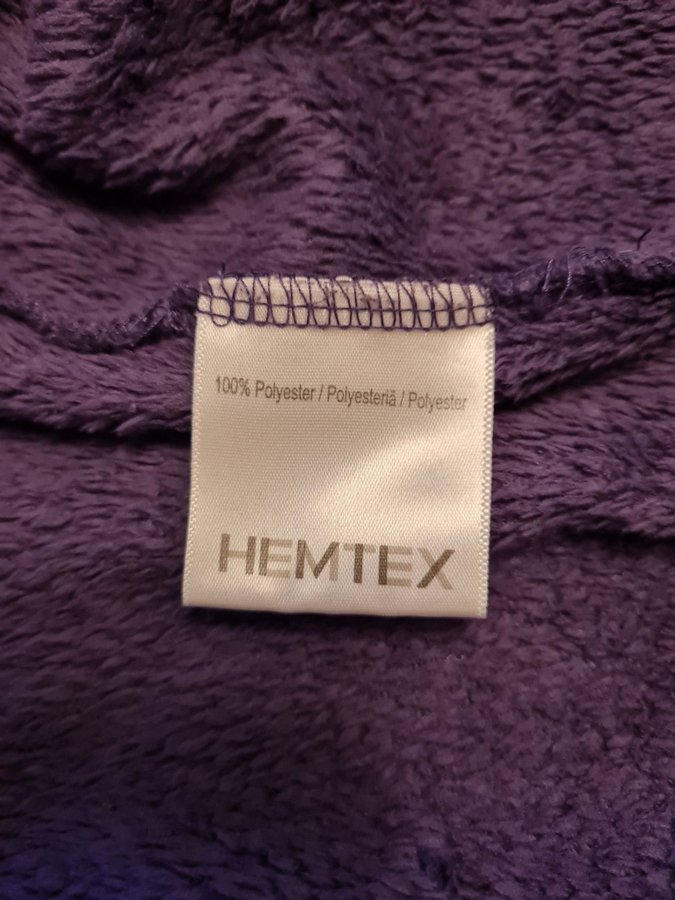 100% Polyester / Polyesteriä / Polyester
HEMTEX